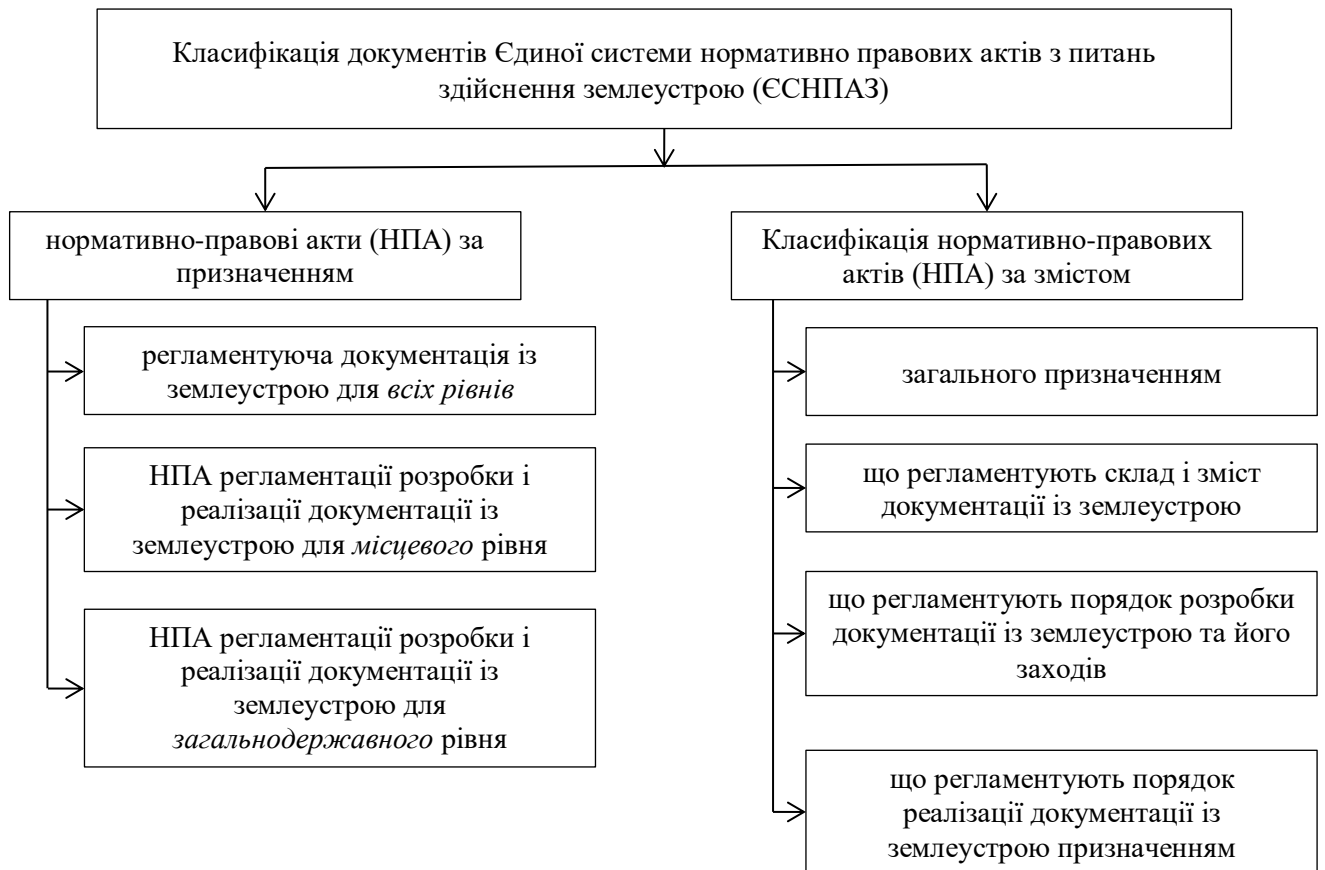 Класифікація документів Єдиної системи нормативно правових актів з питань
здійснення землеустрою (ЄСНПАЗ)
нормативно-правові акти (НПА) за
призначенням
регламентуюча документація із
землеустрою для всіх рівнів
НПА регламентації розробки і
реалізації документації із
землеустрою для місцевого рівня
НПА регламентації розробки і
реалізації документації із
землеустрою для
загальнодержавного рівня
Класифікація нормативно-правових
актів (НПА) за змістом
загального призначенням
що регламентують склад і зміст
документації із землеустрою
що регламентують порядок розробки
документації із землеустрою та його
заходів
що регламентують порядок
реалізації документації із
землеустрою призначенням